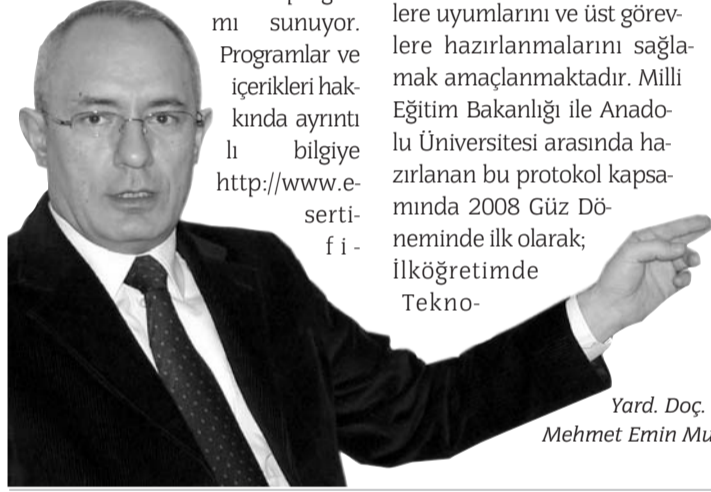 mı sunuyor.
Programlar ve
içerikleri hak-
kında ayrıntı
lı bilgiye
http://www.e-
serti-
fi-
lere uyumlarını ve üst görev-
lere hazırlanmalarını sağla-
mak amaçlanmaktadır. Milli
Eğitim Bakanlığı ile Anado-
lu Üniversitesi arasında ha-
zırlanan bu protokol kapsa-
mında 2008 Güz Dö-
neminde ilk olarak;
İlköğretimde
Tekno-
Yard. Doç.
Mehmet Emin Mu